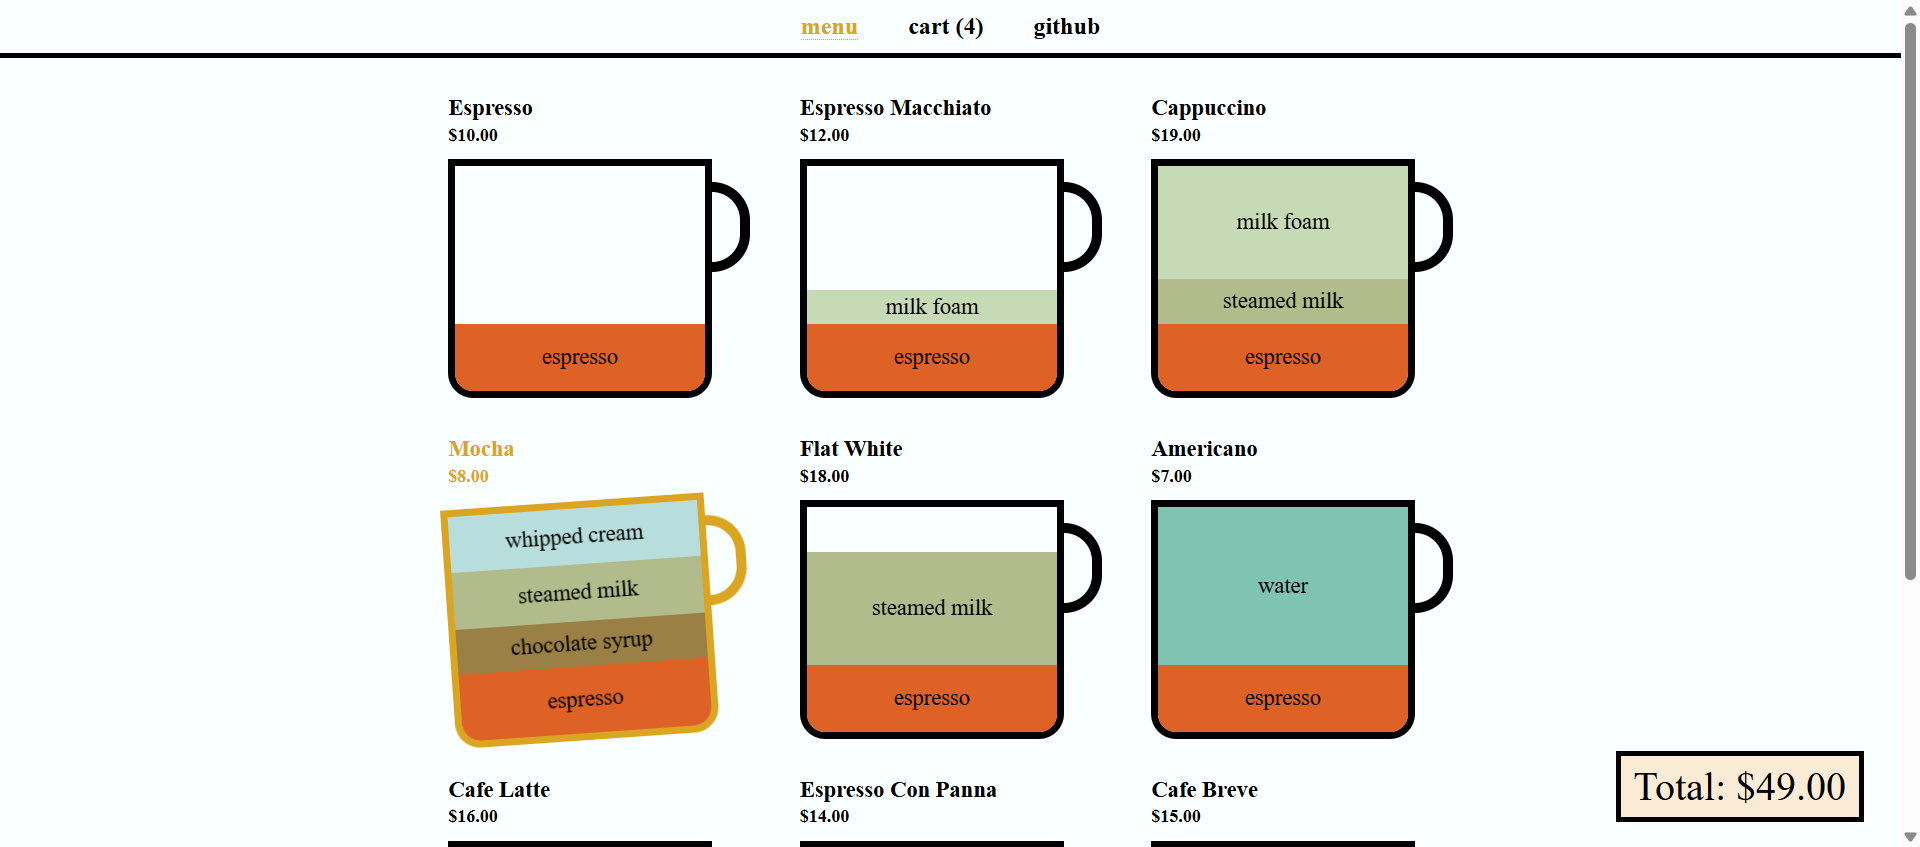 menu cart (4) github
Espresso
$10.00
espresso
Espresso Macchiato
$12.00
milk foam
espresso
Cappuccino
$19.00
milk foam
steamed milk
espresso
Mocha
$8.00
whipped cream
steamed milk
chocolate syrup
espresso
Flat White
$18.00
steamed milk
espresso
Americano
$7.00
water
espresso
Cafe Latte
$16.00
Espresso Con Panna
$14.00
Cafe Breve
$15.00
Total: $49.00